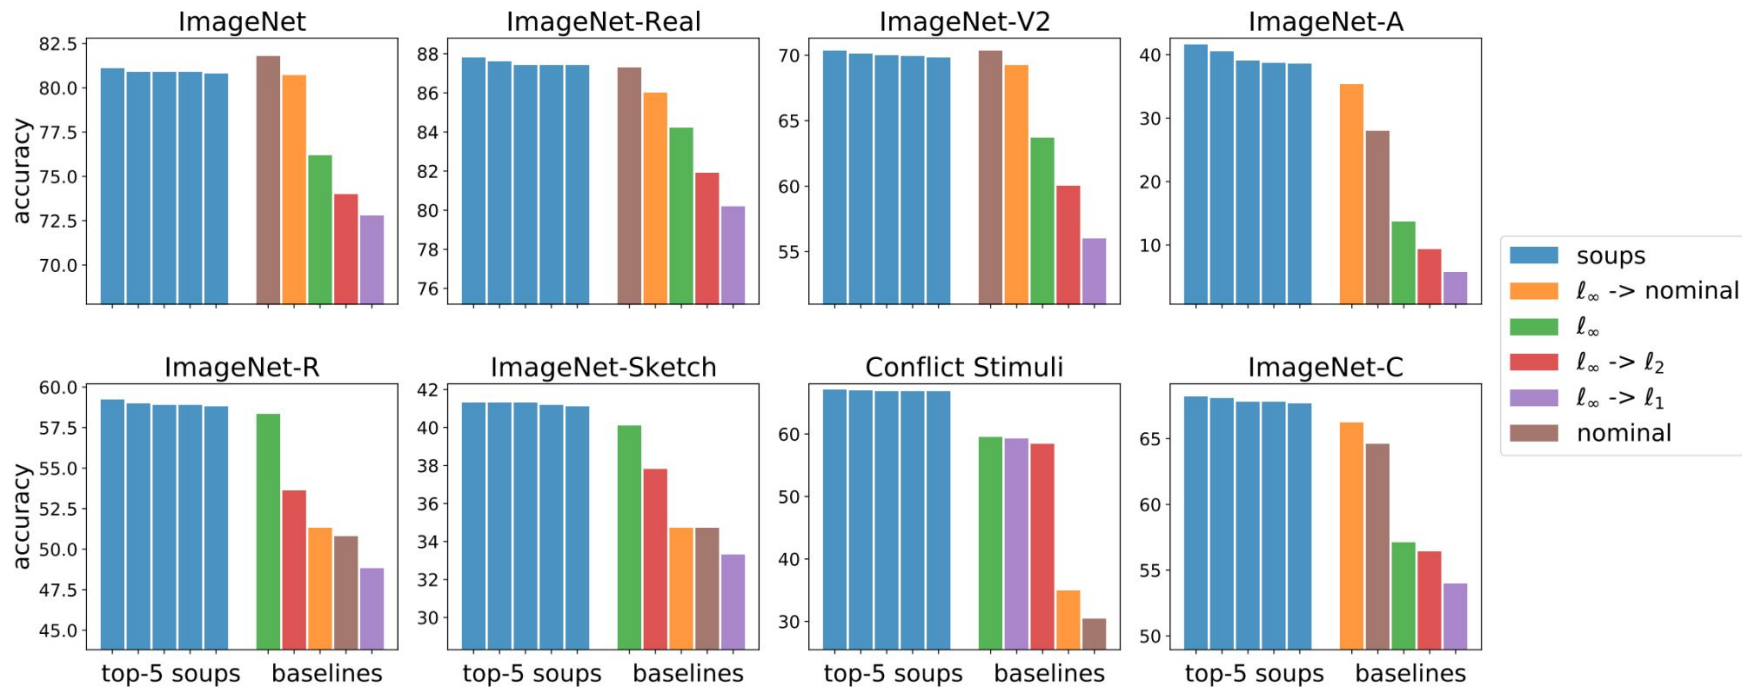 ImageNet
ImageNet-Real
ImageNet-V2
ImageNet-A
accuracy
82.5
80.0
77.5
75.0
72.5
70.0
88
86
84
82
80
78
76
70
65
60
55
40
30
20
10
soups
ℓ∞ -> nominal
ℓ∞
ℓ∞ -> ℓ2
ℓ∞ -> ℓ1
nominal
ImageNet-R
ImageNet-Sketch
Conflict Stimuli
ImageNet-C
accuracy
60.0
57.5
55.0
52.5
50.0
47.5
45.0
42
40
38
36
34
32
30
60
50
40
30
65
60
55
50
top-5 soups
baselines
top-5 soups
baselines
top-5 soups
baselines
top-5 soups
baselines